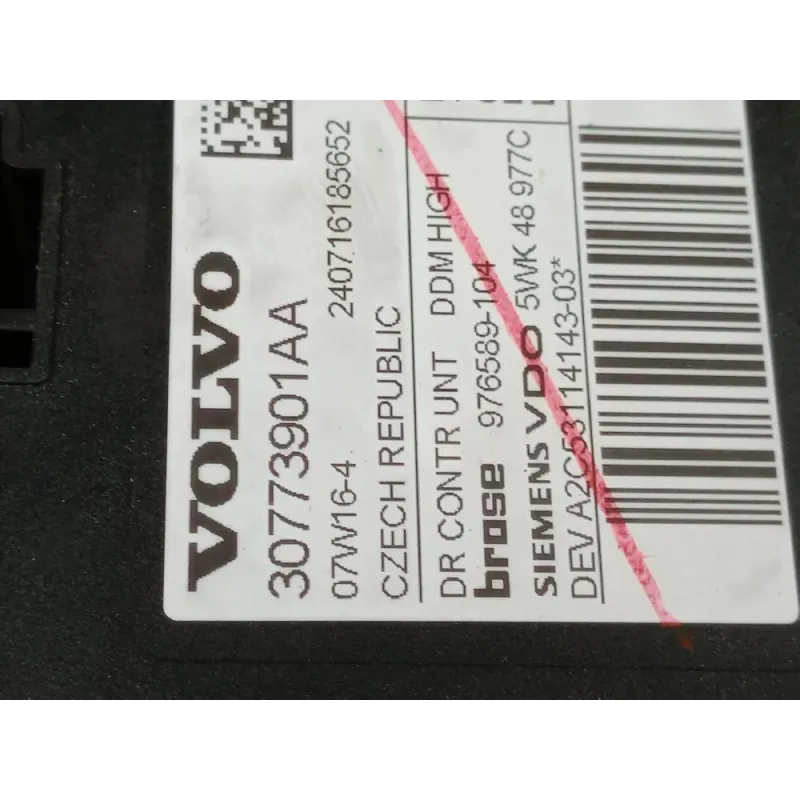 VOLVO
30773901AA
07W16-4 240716185652
CZECH REPUBLIC
DR CONTR UNT DDM HIGH
brose 976589-104
SIEMENS VDO 5WK 48 977C
DEV A2C53114143-03*